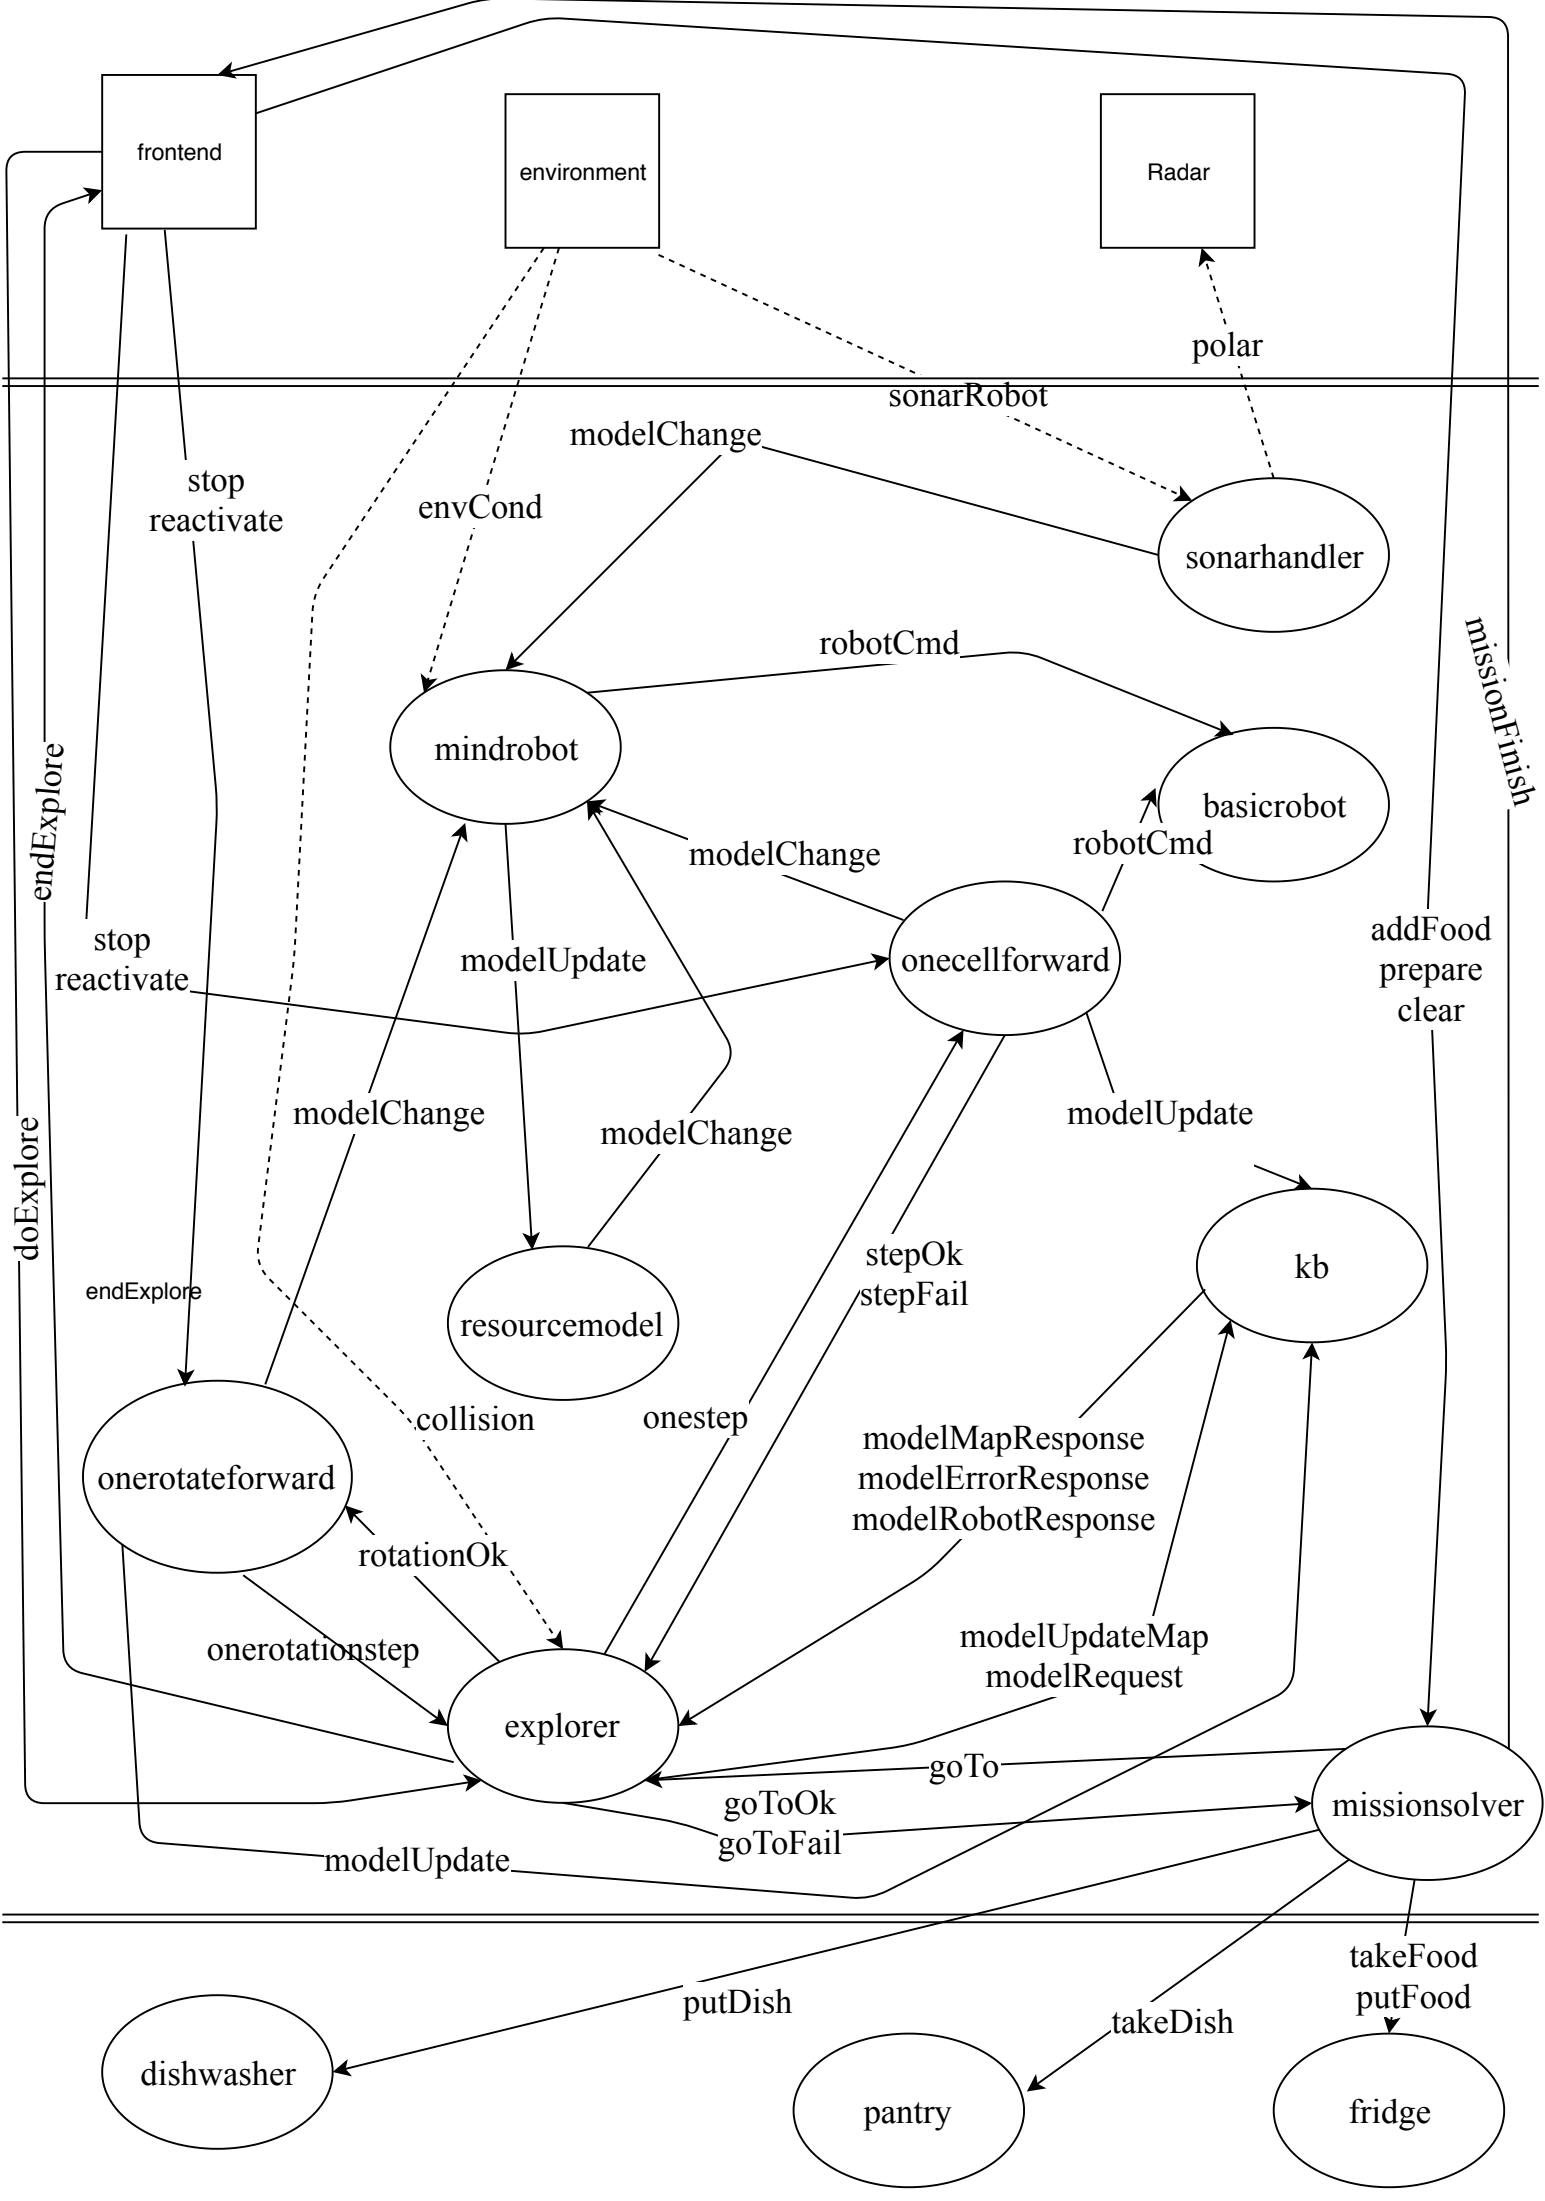 frontend
environment
Radar
polar
sonarRobot
modelChange
stop
reactivate
envCond
sonarhandler
robotCmd
missionFinish
mindrobot
basicrobot
endExplore
robotCmd
modelChange
stop
reactivate
modelUpdate
onecellforward
addFood
prepare
clear
modelChange
modelChange
modelUpdate
doExplore
stepOk
stepFail
kb
endExplore
resourcemodel
collision
onestep
modelMapResponse
modelErrorResponse
modelRobotResponse
onerotateforward
rotationOk
onerotationstep
modelUpdateMap
modelRequest
explorer
goTo
goToOk
goToFail
missionsolver
modelUpdate
takeFood
putFood
putDish
takeDish
dishwasher
pantry
fridge